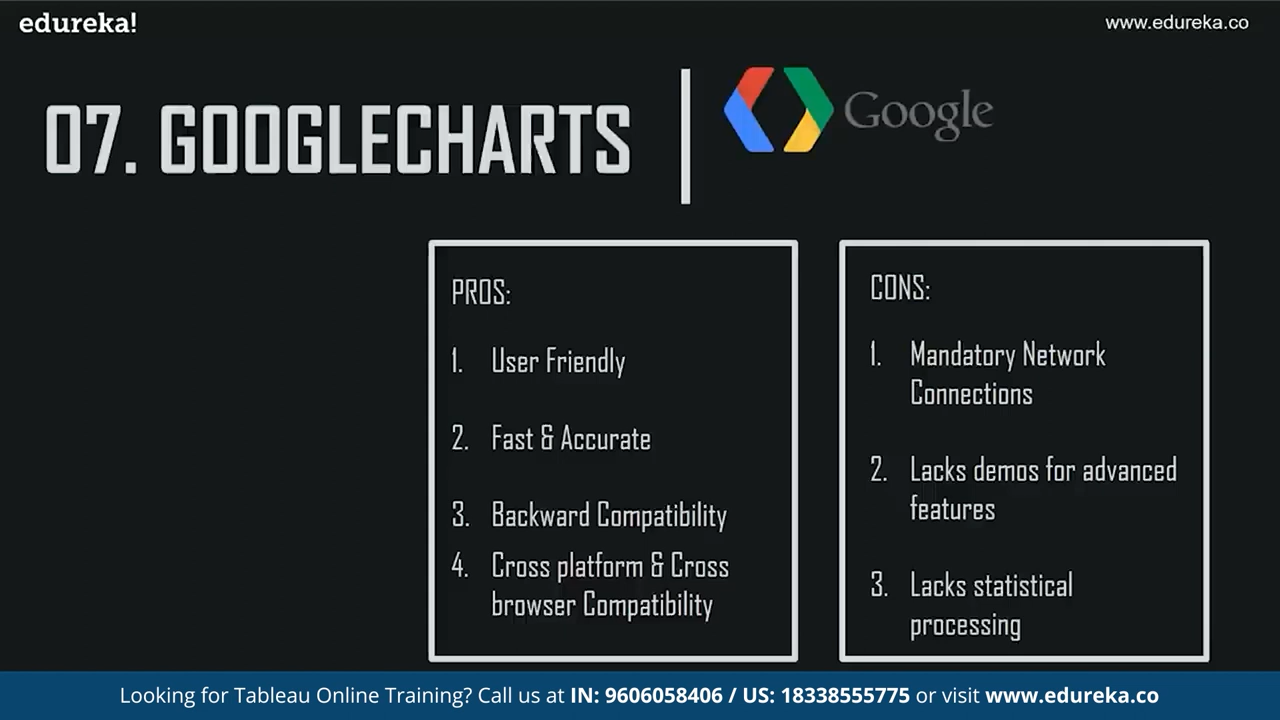 edureka!
www.edureka.co
07. GOOGLECHARTS
Google
PROS:
1. User Friendly
2. Fast & Accurate
3. Backward Compatibility
4. Cross platform & Cross
browser Compatibility
CONS:
1. Mandatory Network
Connections
2. Lacks demos for advanced
features
3. Lacks statistical
processing
Looking for Tableau Online Training? Call us at IN: 9606058406 / US: 18338555775 or visit www.edureka.co